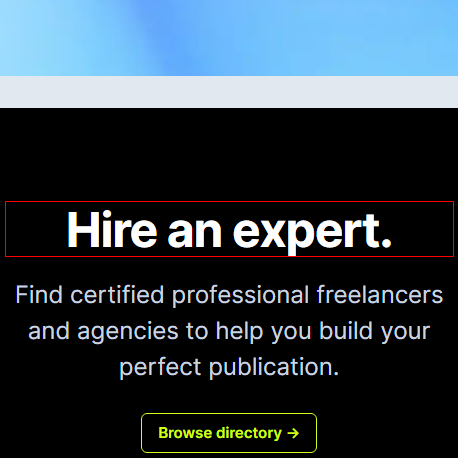 Hire an expert.
Find certified professional freelancers
and agencies to help you build your
perfect publication.
Browse directory →